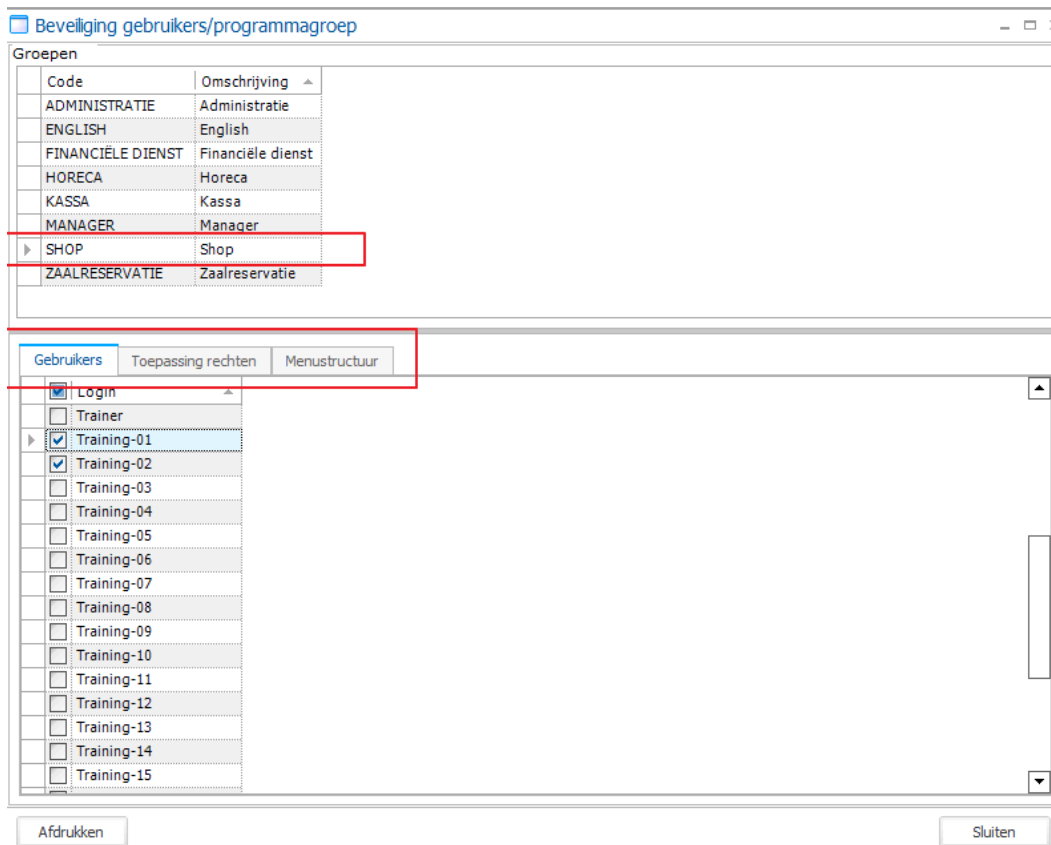 Beveiliging gebruikers/programmagroep
Groepen
Code Omschrijving
ADMINISTRATIE Administratie
ENGLISH English
FINANCIËLE DIENST Financiële dienst
HORECA Horeca
KASSA Kassa
MANAGER Manager
SHOP Shop
ZAALRESERVATIE Zaalreservatie
Gebruikers Toepassing rechten Menustructuur
Login
Trainer
Training-01
Training-02
Training-03
Training-04
Training-05
Training-06
Training-07
Training-08
Training-09
Training-10
Training-11
Training-12
Training-13
Training-14
Training-15
Afdrukken Sluiten